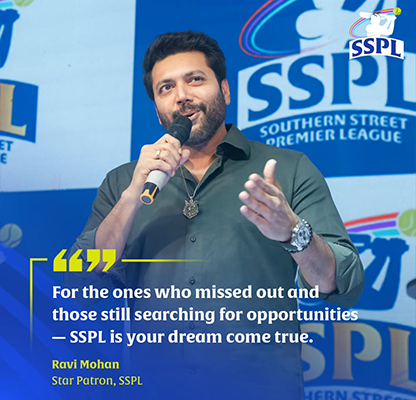 SSPL
SSPL
SOUTHERN STREET
PREMIER LEAGUE
For the ones who missed out and
those still searching for opportunities
— SSPL is your dream come true.
Ravi Mohan
Star Patron, SSPL